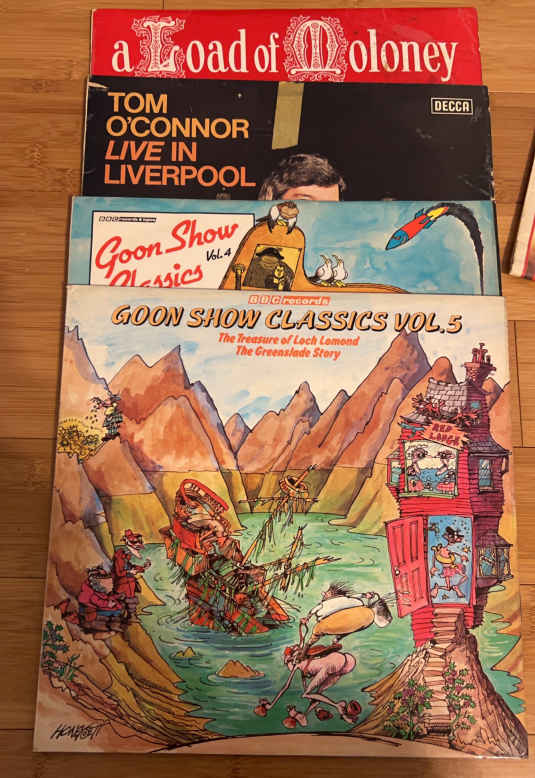 a Load of Moloney
TOM
O'CONNOR
LIVE IN
LIVERPOOL
DECCA
BBC records & tapes
Goon Show
Vol. 4
Classics
BBC records
GOON SHOW CLASSICS VOL.5
The Treasure of Loch Lomond
The Greenslade Story
RED
LODGE
HONEYSETT